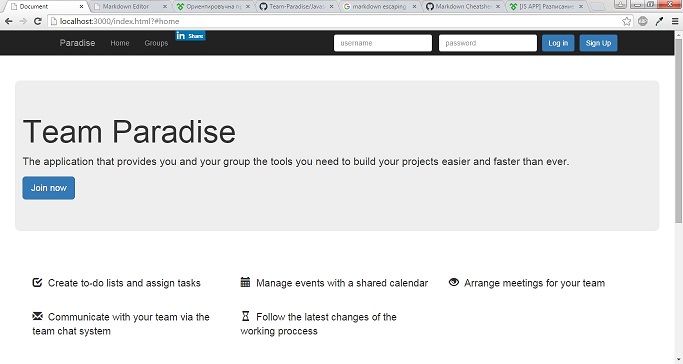 Document
Markdown Editor
Ориентировъчна пр
Team-Paradise/Javas
markdown escaping
Markdown Cheatshe
[JS APP] Разписание
localhost:3000/index.html?#home
Paradise Home Groups in Share username password Log in Sign Up
Team Paradise
The application that provides you and your group the tools you need to build your projects easier and faster than ever.
Join now
Create to-do lists and assign tasks
Manage events with a shared calendar
Arrange meetings for your team
Communicate with your team via the
team chat system
Follow the latest changes of the
working proccess